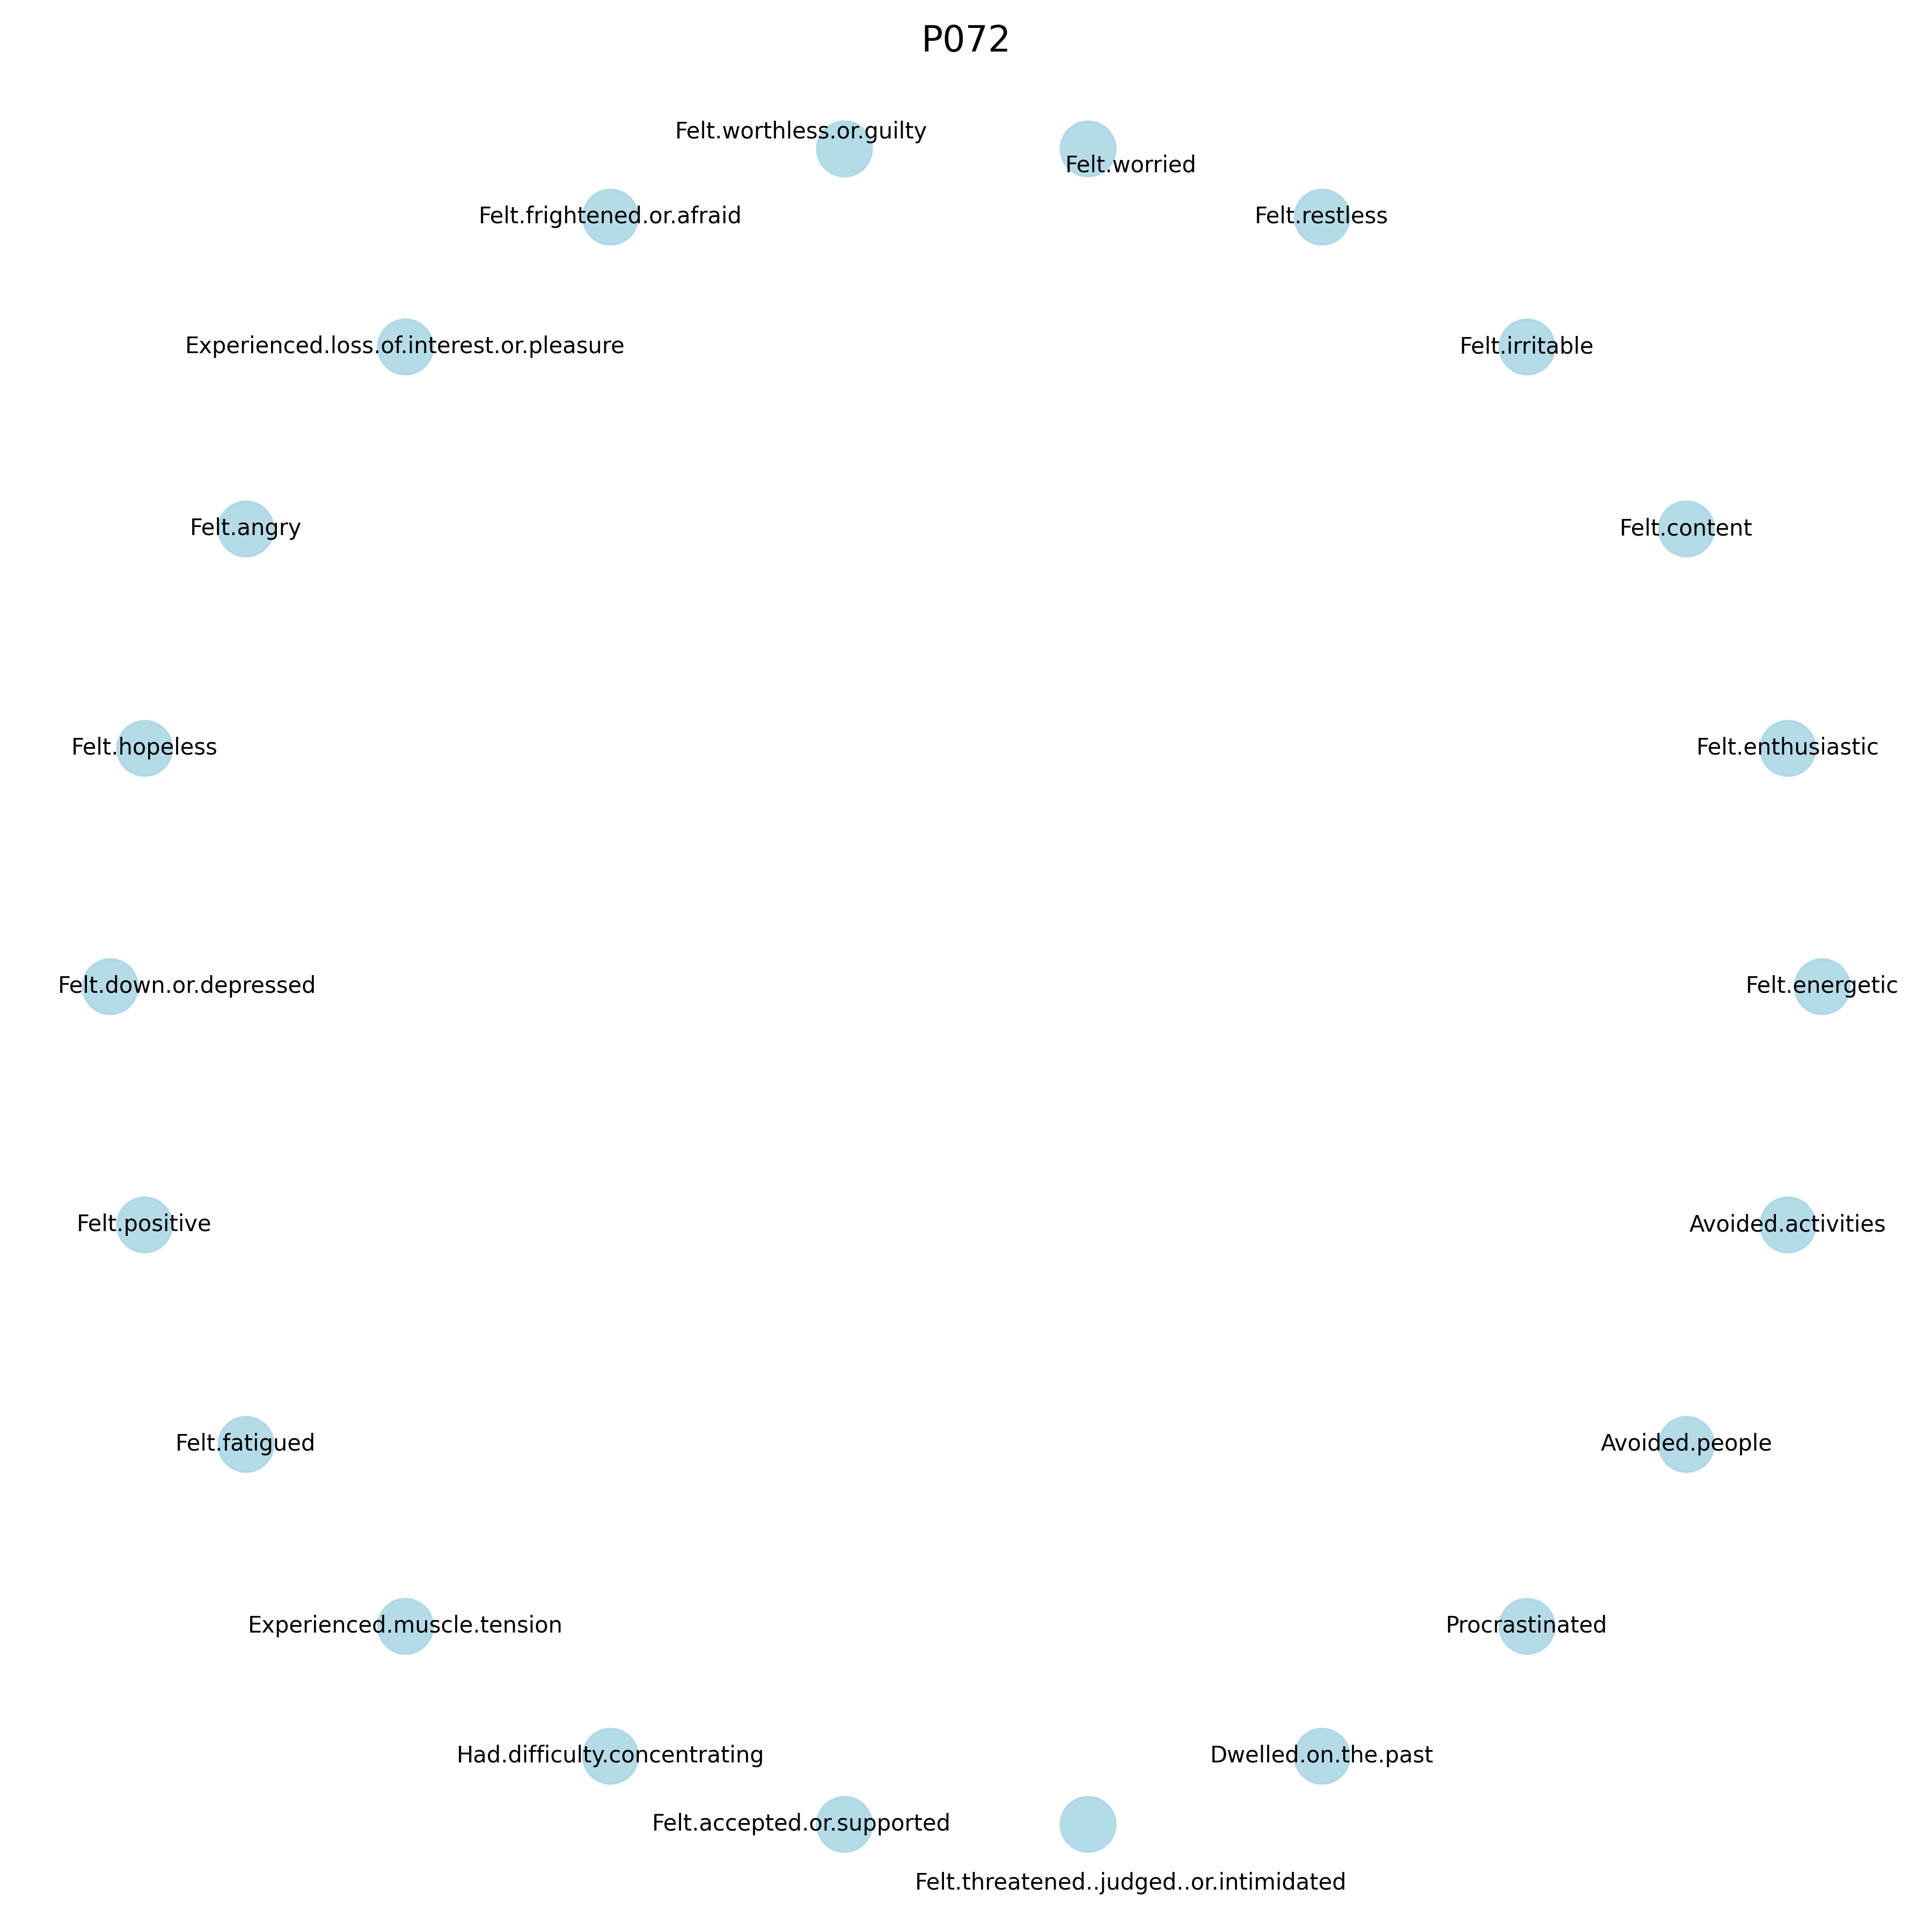 P072
Felt.worthless.or.guilty
Felt.worried
Felt.frightened.or.afraid
Felt.restless
Experienced.loss.of.interest.or.pleasure
Felt.irritable
Felt.angry
Felt.content
Felt.hopeless
Felt.enthusiastic
Felt.down.or.depressed
Felt.energetic
Felt.positive
Avoided.activities
Felt.fatigued
Avoided.people
Experienced.muscle.tension
Procrastinated
Had.difficulty.concentrating
Dwelled.on.the.past
Felt.accepted.or.supported
Felt.threatened..judged..or.intimidated